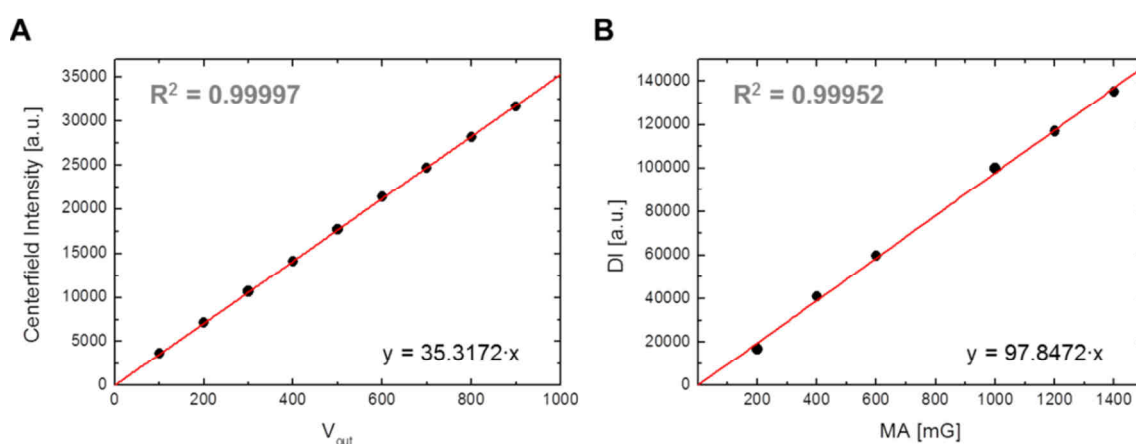 A
B
35000
30000
25000
20000
15000
10000
5000
0
Centerfield Intensity [a.u.]
R² = 0.99997
y = 35.3172·x
0 200 400 600 800 1000
V_out
140000
120000
100000
80000
60000
40000
20000
0
DI [a.u.]
R² = 0.99952
y = 97.8472·x
200 400 600 800 1000 1200 1400
MA [mG]